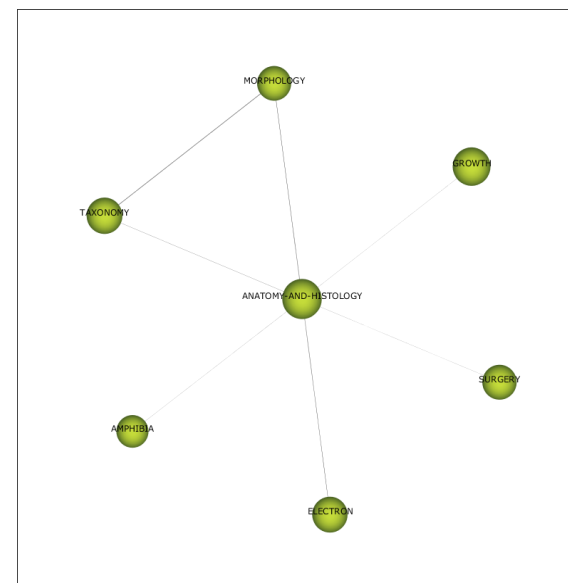 MORPHOLOGY
GROWTH
TAXONOMY
ANATOMY-AND-HISTOLOGY
SURGERY
AMPHIBIA
ELECTRON